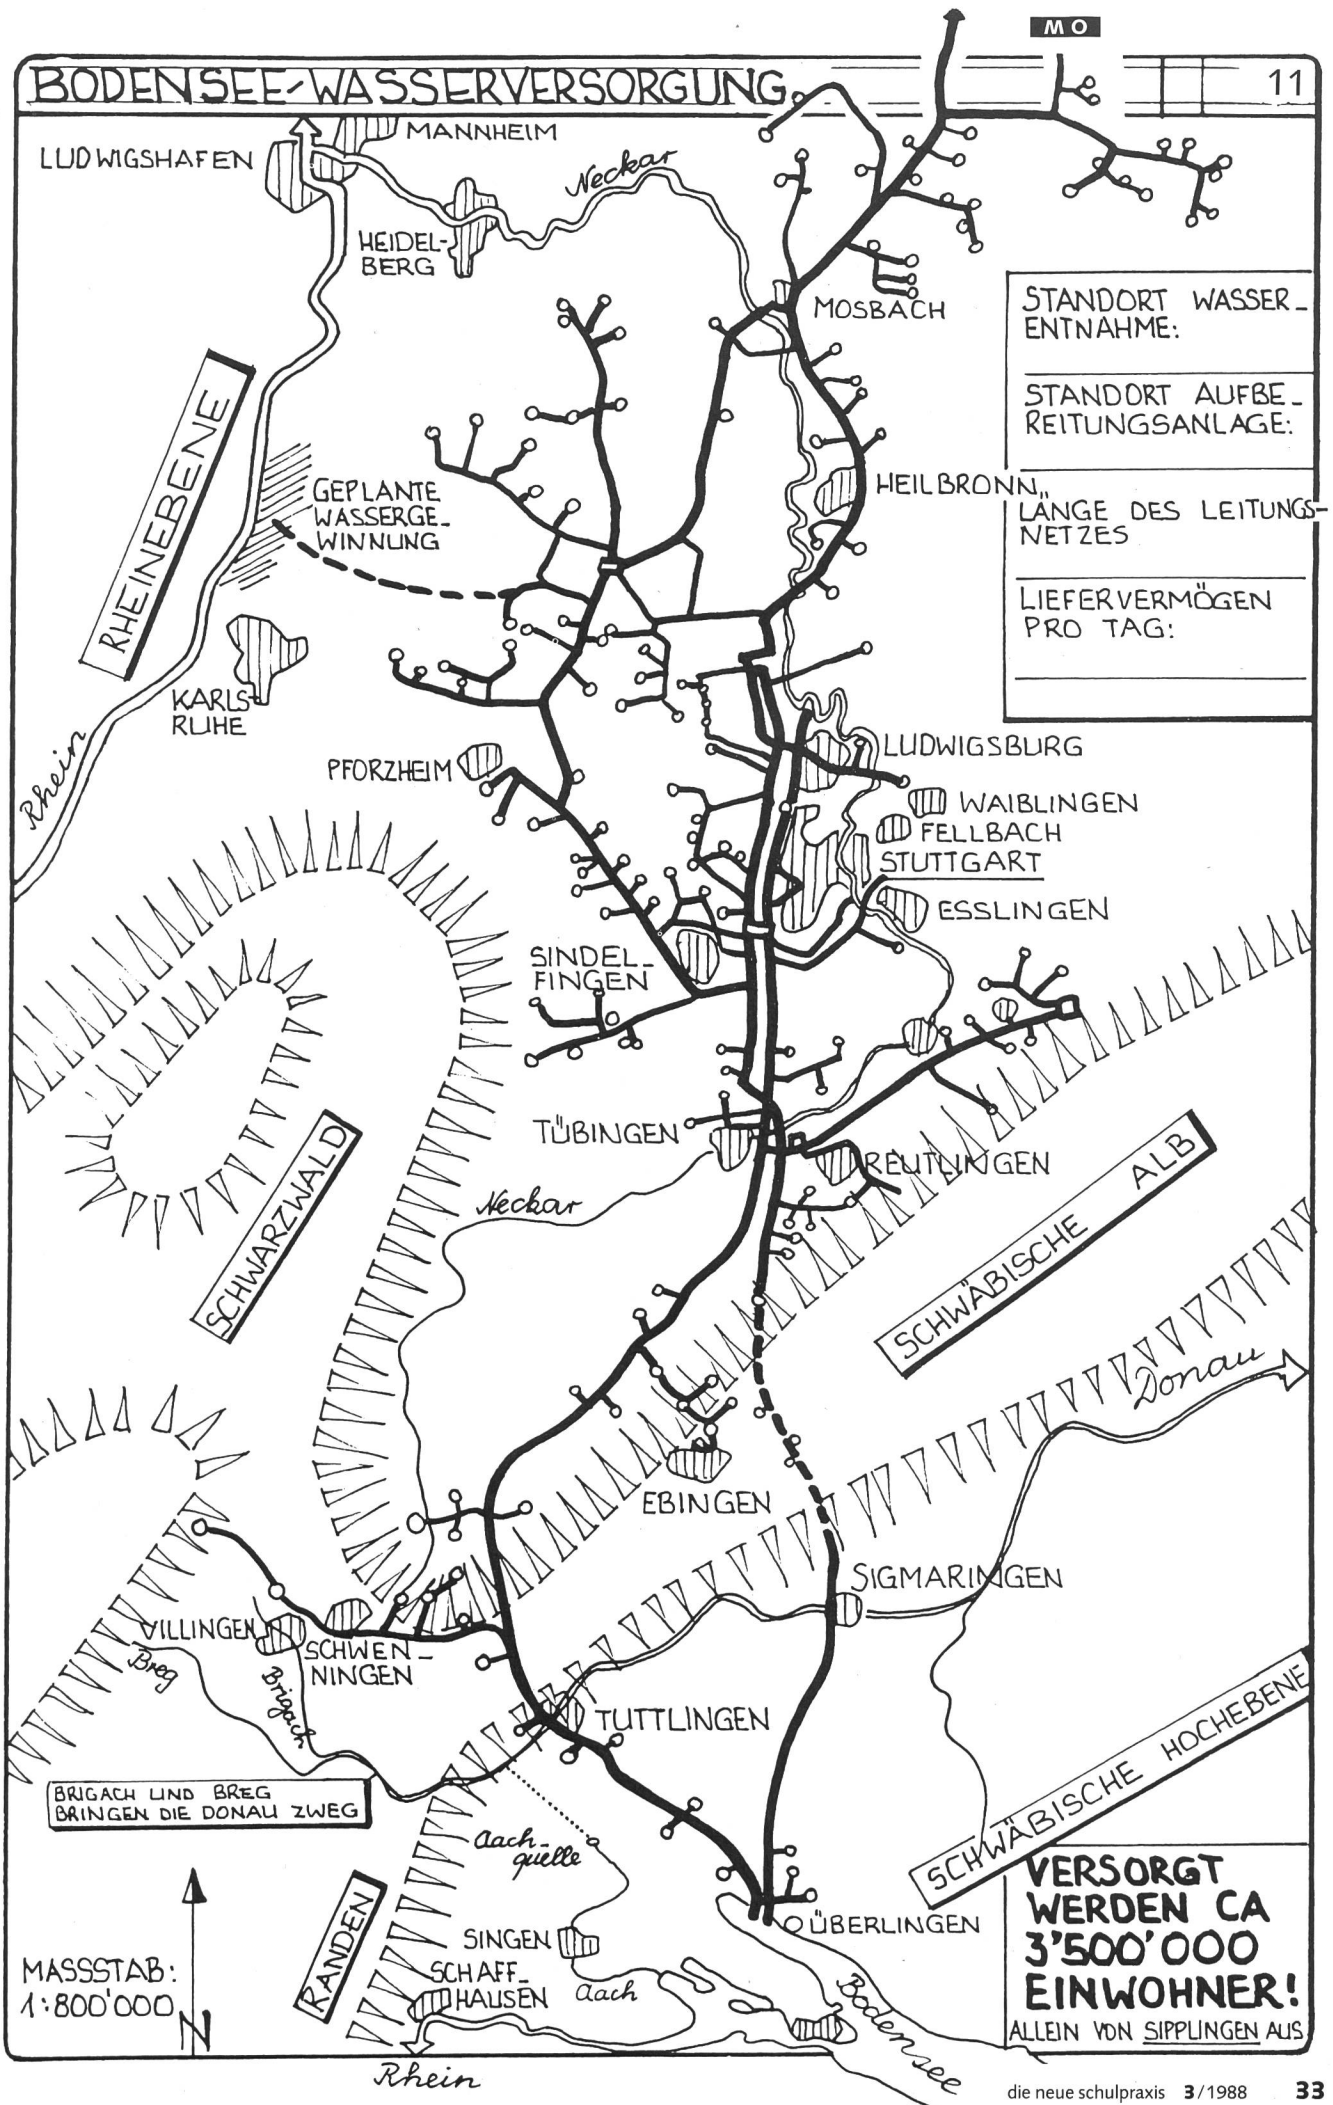 MO
BODENSEE-WASSERVERSORGUNG
11
MANNHEIM
LUDWIGSHAFEN
Neckar
HEIDEL-
BERG
MOSBACH
STANDORT WASSER-
ENTNAHME:
STANDORT AUFBE-
REITUNGSANLAGE:
LÄNGE DES LEITUNGS-
NETZES
LIEFERVERMÖGEN
PRO TAG:
RHEINEBENE
GEPLANTE
WASSERGE-
WINNUNG
HEILBRONN
KARLS-
RUHE
Rhein
PFORZHEIM
LUDWIGSBURG
WAIBLINGEN
FELLBACH
STUTTGART
ESSLINGEN
SINDEL-
FINGEN
TÜBINGEN
REUTLINGEN
SCHWARZWALD
Neckar
SCHWÄBISCHE ALB
Donau
EBINGEN
SIGMARINGEN
VILLINGEN
SCHWEN-
NINGEN
Breg
Brigach
TUTTLINGEN
SCHWÄBISCHE HOCHEBENE
BRIGACH UND BREG
BRINGEN DIE DONAU ZWEG
Aach-
quelle
RANDEN
SINGEN
ÜBERLINGEN
SCHAFF-
HAUSEN
Aach
Bodensee
Rhein
MASSSTAB:
1:800'000
N
VERSORGT
WERDEN CA
3'500'000
EINWOHNER!
ALLEIN VON SIPPLINGEN AUS
die neue schulpraxis 3/1988 33